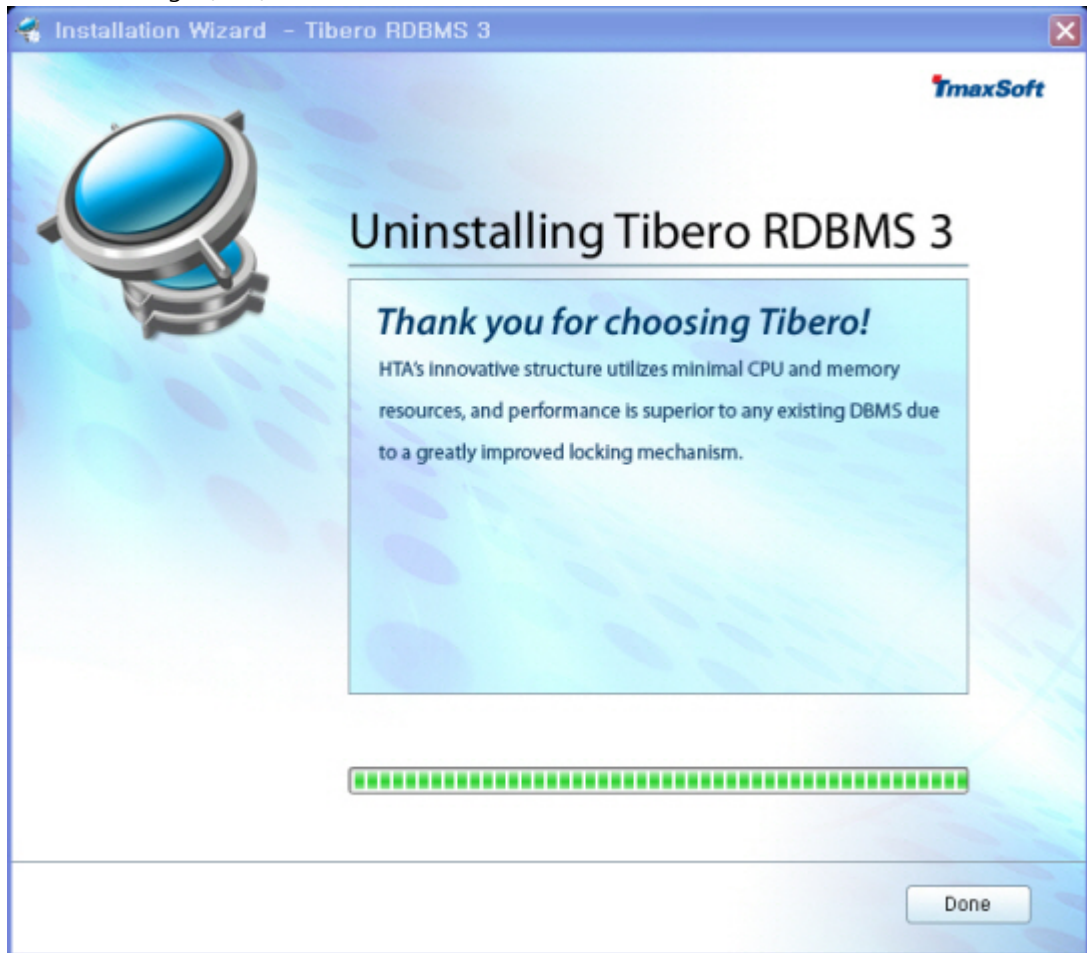 Installation Wizard - Tibero RDBMS 3
TmaxSoft
Uninstalling Tibero RDBMS 3
Thank you for choosing Tibero!
HTA's innovative structure utilizes minimal CPU and memory
resources, and performance is superior to any existing DBMS due
to a greatly improved locking mechanism.
Done